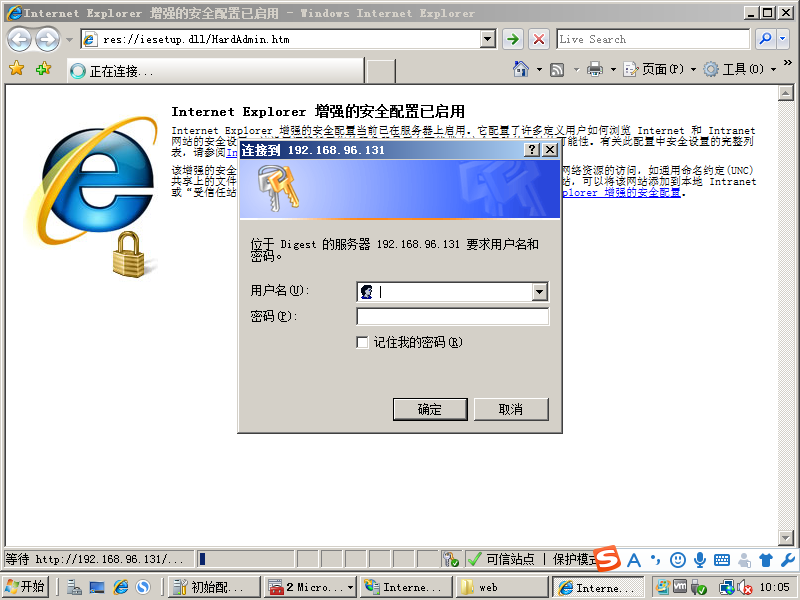 Internet Explorer 增强的安全配置已启用 - Windows Internet Explorer
res://iesetup.dll/HardAdmin.htm
Live Search
正在连接...
页面(P)
工具(O)
»
Internet Explorer 增强的安全配置已启用
Internet Explorer 增强的安全配置当前已在服务器上启用。它配置了许多定义用户如何浏览 Internet 和 Intranet
网站的安全设 可能性。有关此配置中安全设置的完整列
表，请参阅In
该增强的安全 网络资源的访问，如通用命名约定(UNC)
共享上的文件 站，可以将该网站添加到本地 Intranet
或“受信任站 plorer 增强的安全配置。
连接到 192.168.96.131
位于 Digest 的服务器 192.168.96.131 要求用户名和
密码。
用户名(U):
密码(P):
记住我的密码(R)
确定
取消
等待 http://192.168.96.131/...
可信站点 | 保护模式
S A
开始
初始配...
2 Micro...
Interne...
web
Interne...
10:05